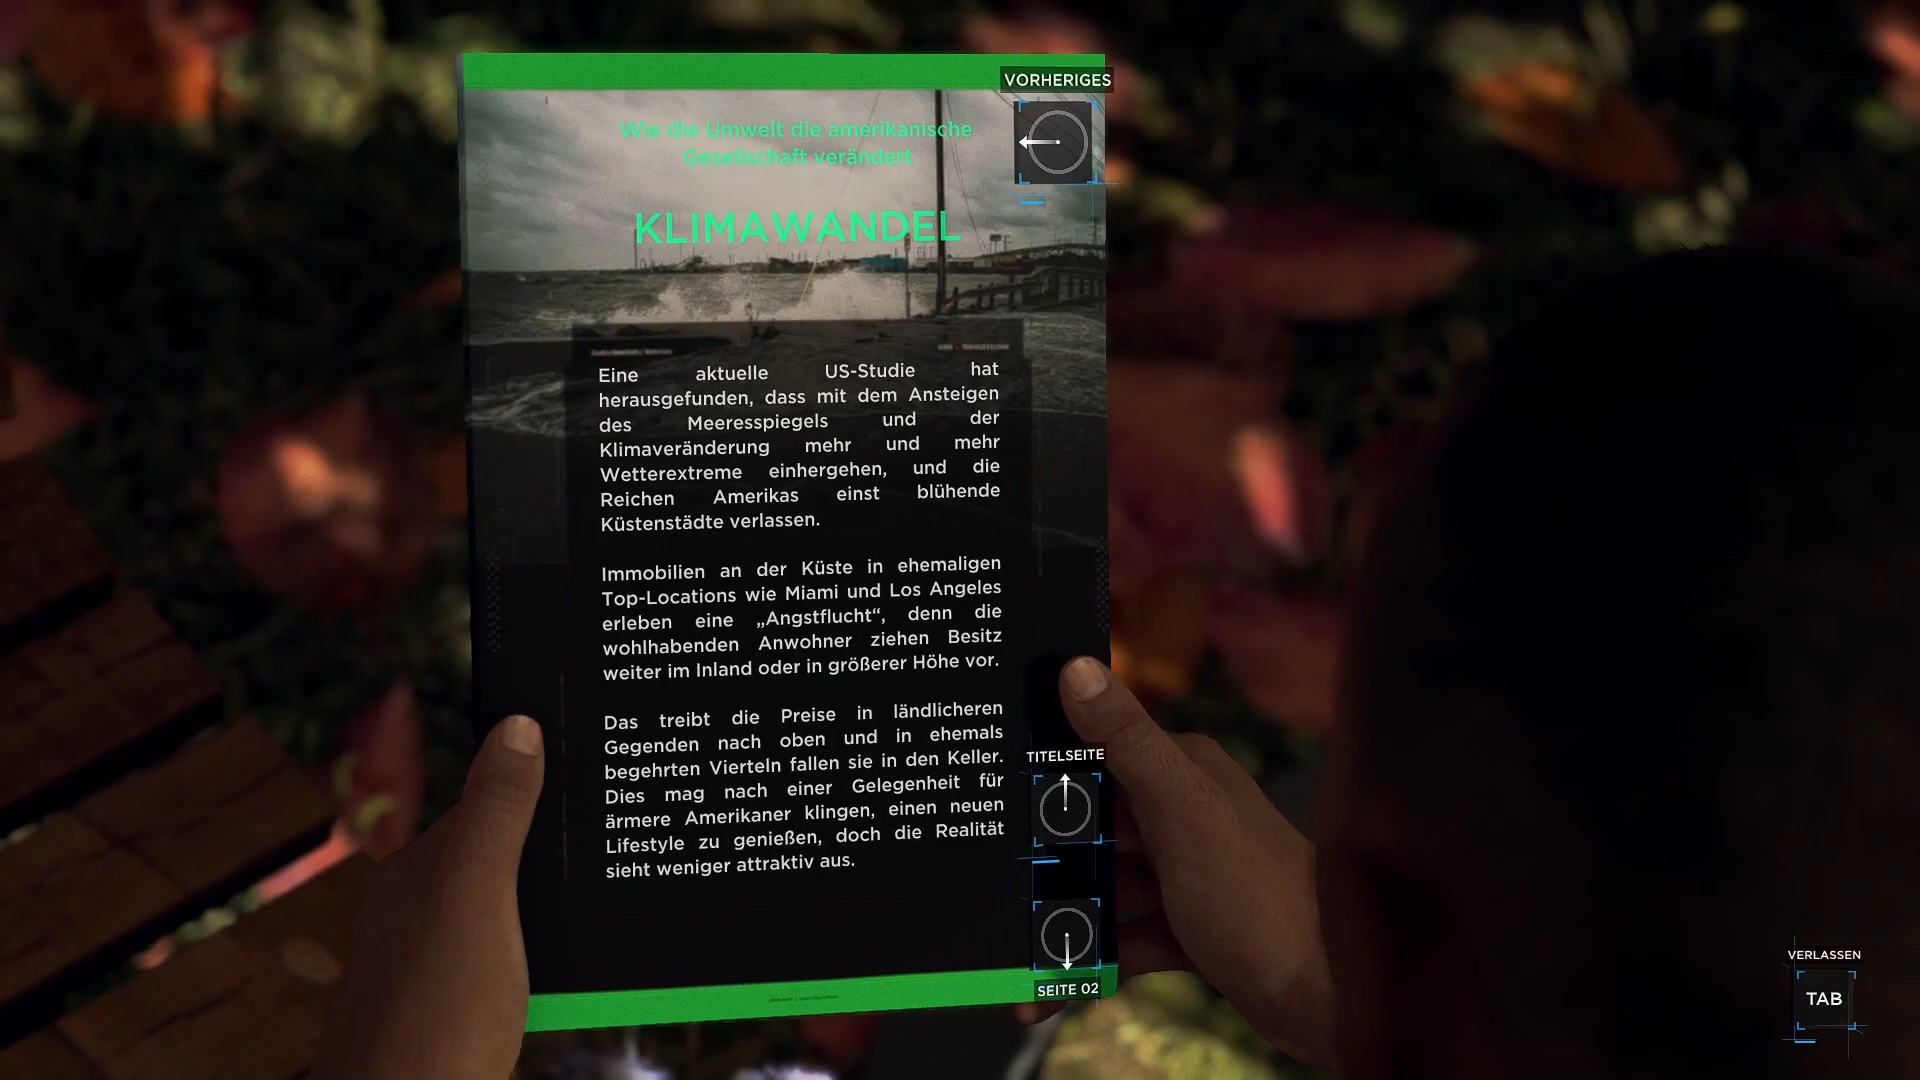 VORHERIGES
Wie die Umwelt die amerikanische
Gesellschaft verändert
KLIMAWANDEL
Eine aktuelle US-Studie hat
herausgefunden, dass mit dem Ansteigen
des Meeresspiegels und der
Klimaveränderung mehr und mehr
Wetterextreme einhergehen, und die
Reichen Amerikas einst blühende
Küstenstädte verlassen.
Immobilien an der Küste in ehemaligen
Top-Locations wie Miami und Los Angeles
erleben eine „Angstflucht“, denn die
wohlhabenden Anwohner ziehen Besitz
weiter im Inland oder in größerer Höhe vor.
Das treibt die Preise in ländlicheren
Gegenden nach oben und in ehemals
begehrten Vierteln fallen sie in den Keller.
Dies mag nach einer Gelegenheit für
ärmere Amerikaner klingen, einen neuen
Lifestyle zu genießen, doch die Realität
sieht weniger attraktiv aus.
TITELSEITE
SEITE 02
VERLASSEN
TAB